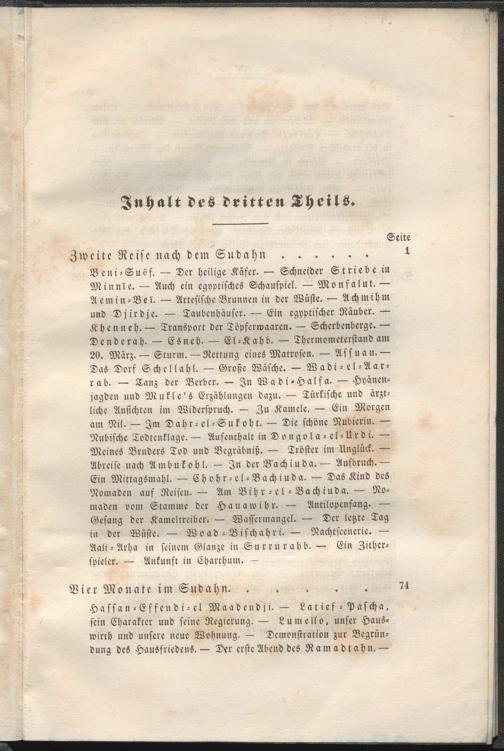 Inhalt des dritten Theils.
Seite
Zweite Reise nach dem Sudahn . . . . . . 1
Beni-Suëf. — Der heilige Käfer. — Schneider Striebe in
Minnïe. — Auch ein egyptisches Schauspiel. — Monfalut. —
Aemin-Beï. — Artesische Brunnen in der Wüste. — Achmihm
und Djirdje. — Taubenhäuser. — Ein egyptischer Räuber. —
Khenneh. — Transport der Töpferwaaren. — Scherbenberge. —
Denderah. — Esneh. — El-Kahb. — Thermometerstand am
20. März. — Sturm. — Rettung eines Matrosen. — Assuan. —
Das Dorf Schellahl. — Große Wäsche. — Wadi-el-Aar-
rab. — Tanz der Berber. — In Wadi-Halfa. — Hyänen-
jagden und Mukle's Erzählungen dazu. — Türkische und ärzt-
liche Ansichten im Widerspruch. — Zu Kamele. — Ein Morgen
am Nil. — Im Dahr-el-Sukoht. — Die schöne Nubierin. —
Nubische Todtenklage. — Aufenthalt in Dongola-el-Urdi. —
Meines Bruders Tod und Begräbniß. — Tröster im Unglück. —
Abreise nach Ambukohl. — In der Bachiuda. — Aufbruch. —
Ein Mittagsmahl. — Chohr-el-Bachiuda. — Das Kind des
Nomaden auf Reisen. — Am Bihr-el-Bachiuda. — No-
maden vom Stamme der Hauawihr. — Antilopenfang. —
Gesang der Kameltreiber. — Wassermangel. — Der letzte Tag
in der Wüste. — Woad-Bischahri. — Nachtscenerie. —
Aali-Arha in seinem Glanze in Surrurahb. — Ein Zither-
spieler. — Ankunft in Charthum. —
Vier Monate im Sudahn. . . . . . 74
Hassan-Effendi-el Maadendji. — Latief-Pascha,
sein Charakter und seine Regierung. — Lumello, unser Haus-
wirth und unsere neue Wohnung. — Demonstration zur Begrün-
dung des Hausfriedens. — Der erste Abend des Ramadtahn. —